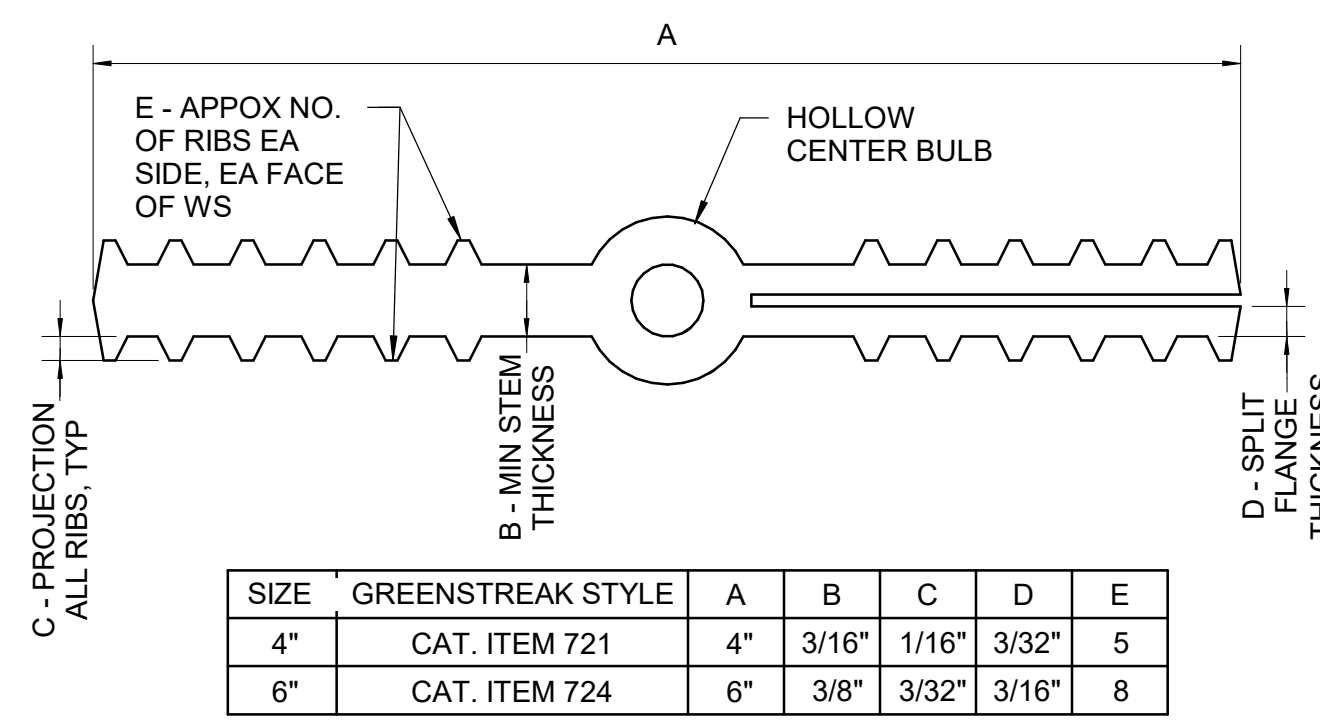 A
E - APPOX NO.
OF RIBS EA
SIDE, EA FACE
OF WS
HOLLOW
CENTER BULB
C - PROJECTION
ALL RIBS, TYP
B - MIN STEM
THICKNESS
D - SPLIT
FLANGE
THICKNESS
SIZE GREENSTREAK STYLE A B C D E
4" CAT. ITEM 721 4" 3/16" 1/16" 3/32" 5
6" CAT. ITEM 724 6" 3/8" 3/32" 3/16" 8